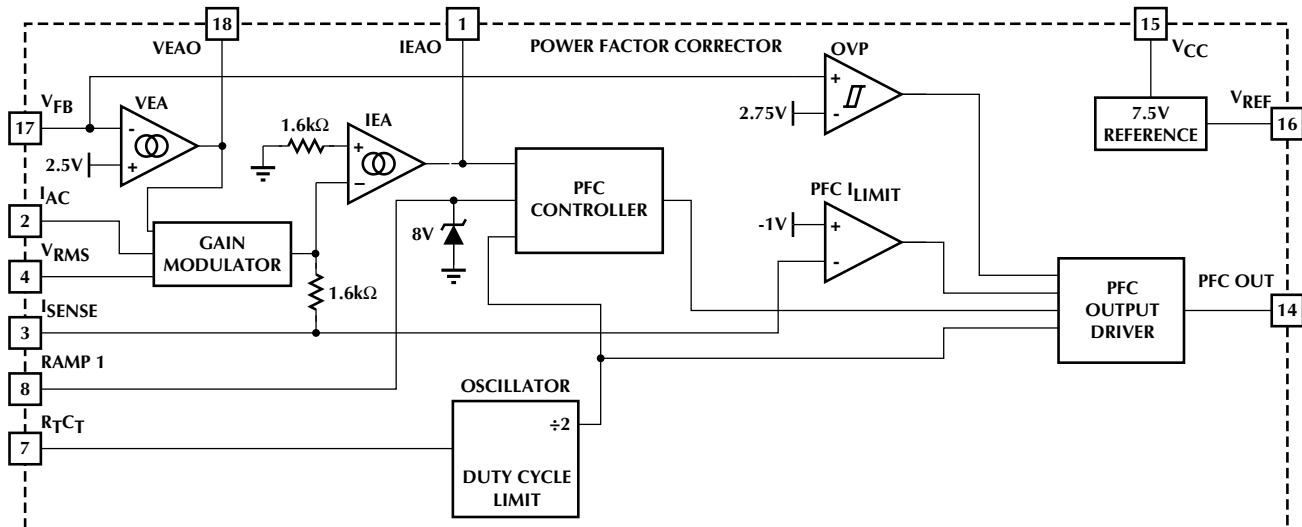 18
1
15
VEAO
IEAO
POWER FACTOR CORRECTOR
OVP
VCC
VFB
VEA
+
17
-
2.5V
+
1.6kΩ
IEA
+
–
2.75V
-
7.5V
REFERENCE
VREF
16
IAC
2
VRMS
4
GAIN
MODULATOR
8V
PFC
CONTROLLER
PFC ILIMIT
-1V
+
-
1.6kΩ
ISENSE
3
PFC
OUTPUT
DRIVER
PFC OUT
14
RAMP 1
8
OSCILLATOR
÷2
RTCT
7
DUTY CYCLE
LIMIT